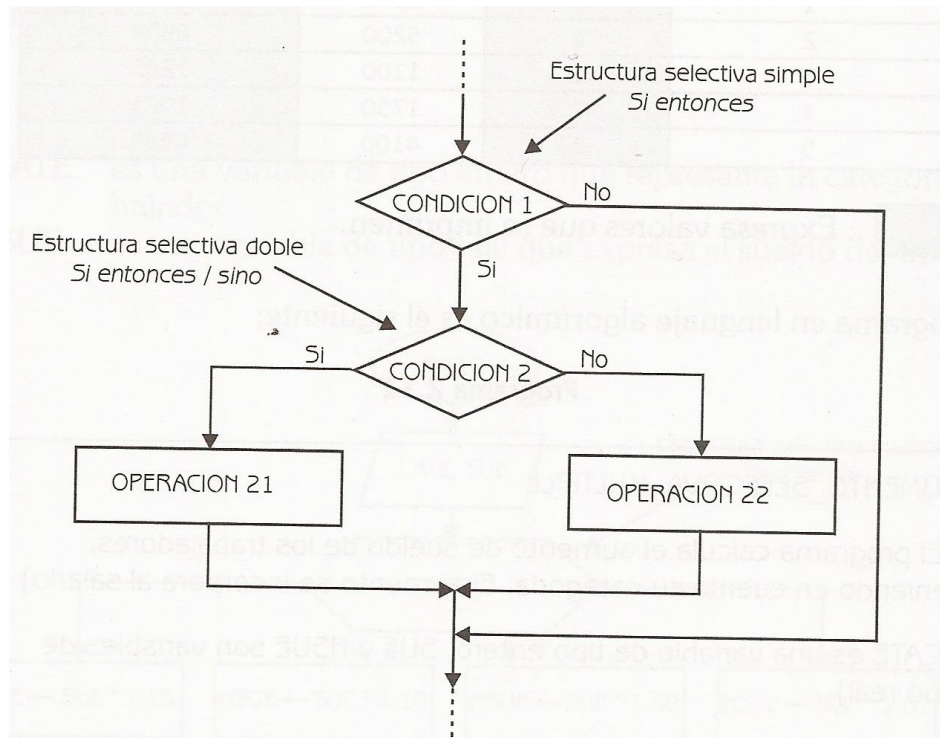 Estructura selectiva simple
Si entonces
CONDICION 1
No
Estructura selectiva doble
Si entonces / sino
Si
Si
CONDICION 2
No
OPERACION 21
OPERACION 22